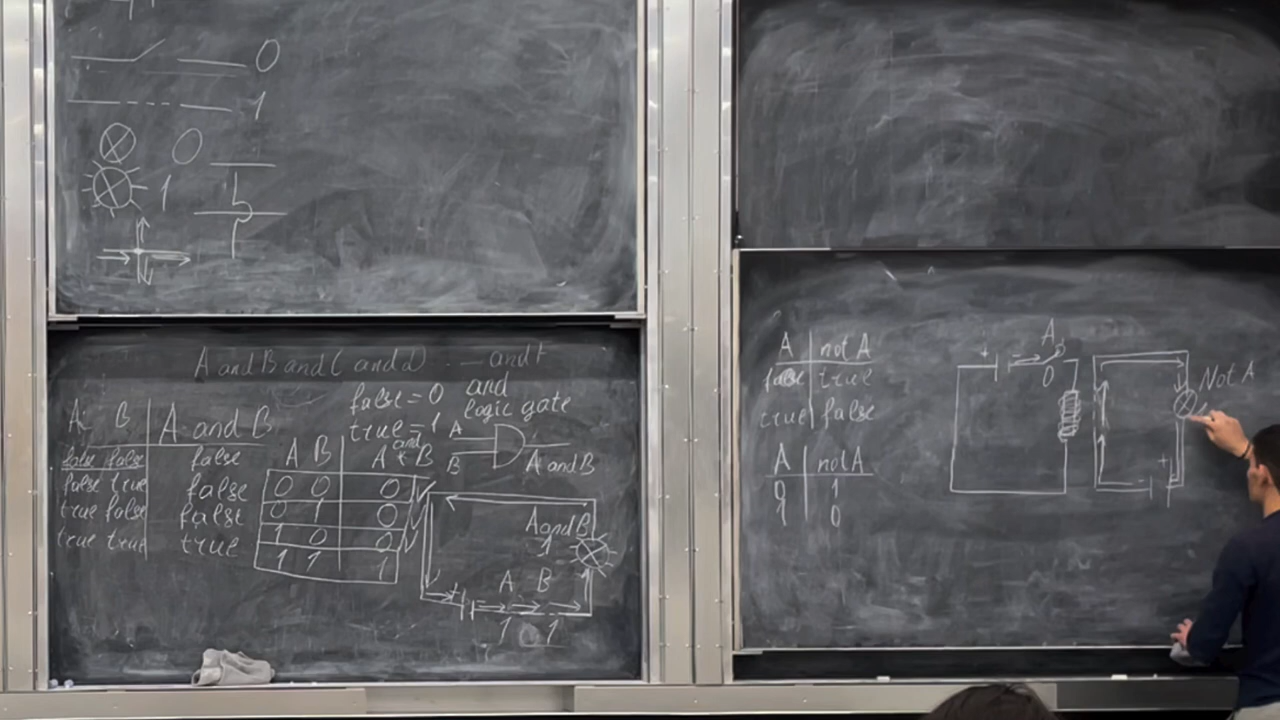 0
1
0
1
A and B and C and d ... and F
false = 0
true = 1
and
logic gate
A B A and B
false false false
false true false
true false false
true true true
A B A and B
0 0 0
0 1 0
1 0 0
1 1 1
A
B
A and B
A and B
1
A B
1 1
A not A
false true
true false
A not A
0 1
1 0
+
A
0
Not A
+